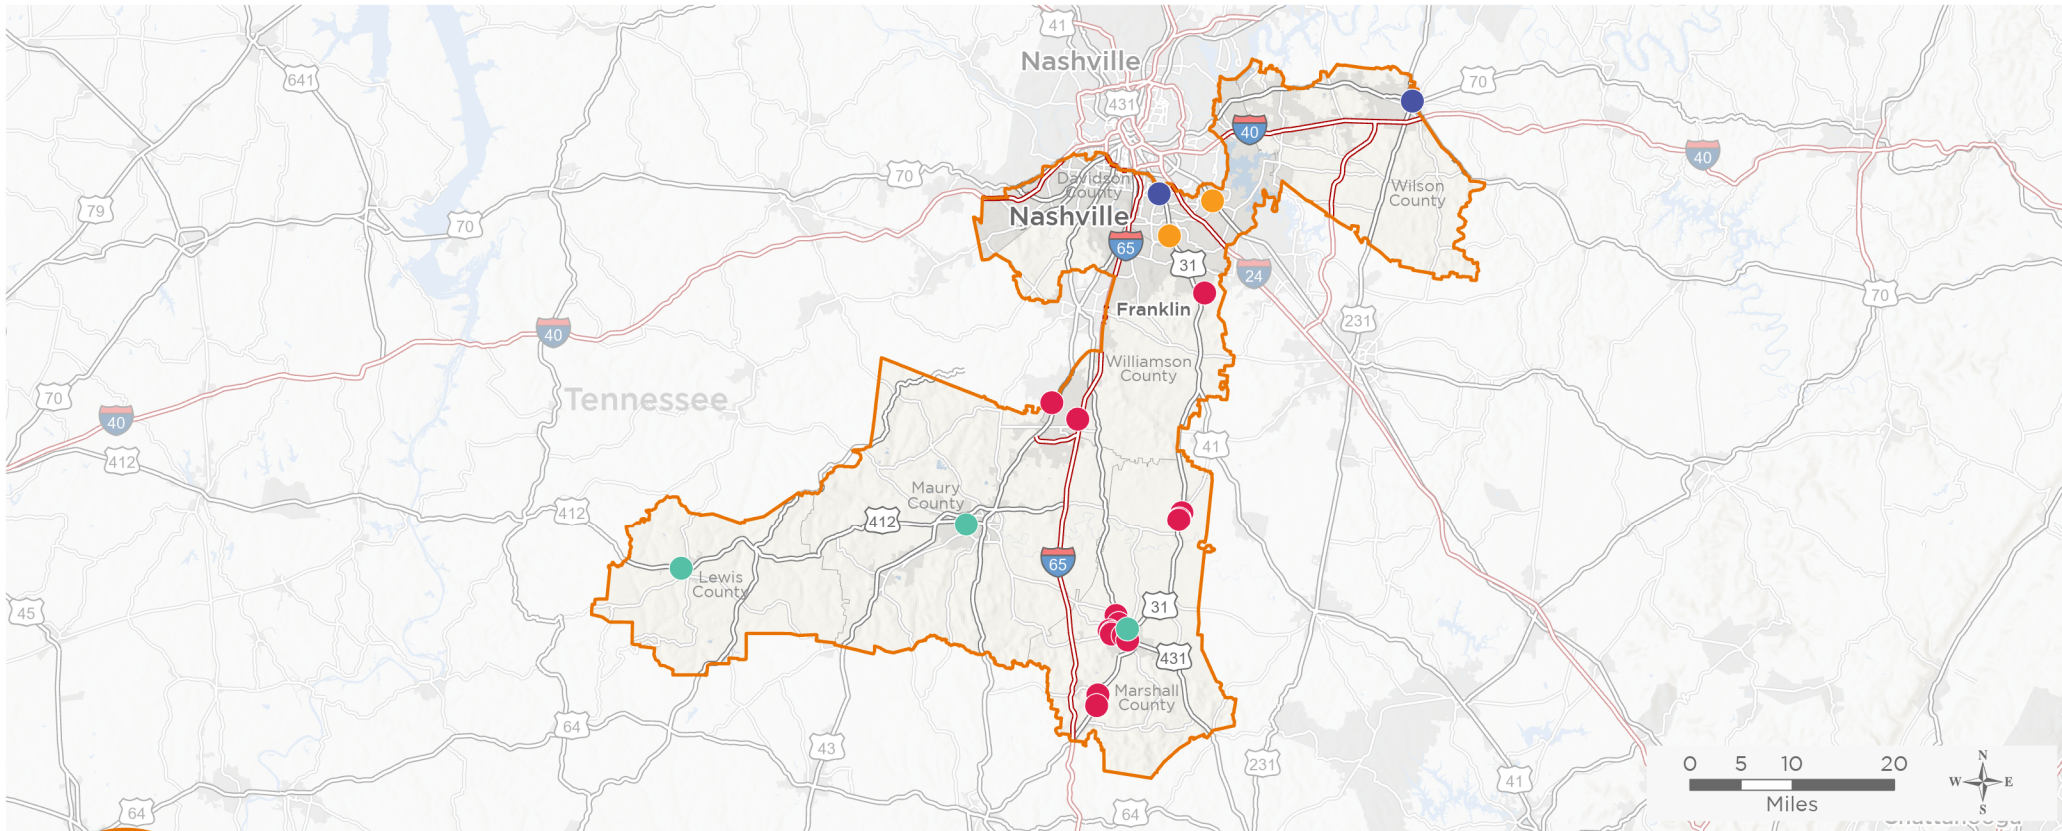 41
Nashville
641
70
431
40
40
Davidson
County
70
Wilson
County
79
Nashville
70
65
31
24
70
Franklin
231
40
Williamson
County
Tennessee
70
40
41
412
Maury
County
412
412
65
Lewis
County
45
31
431
Marshall
County
64
43
231
0 5 10 20
Miles
N
W E
S
41
64
64
Chattanooga